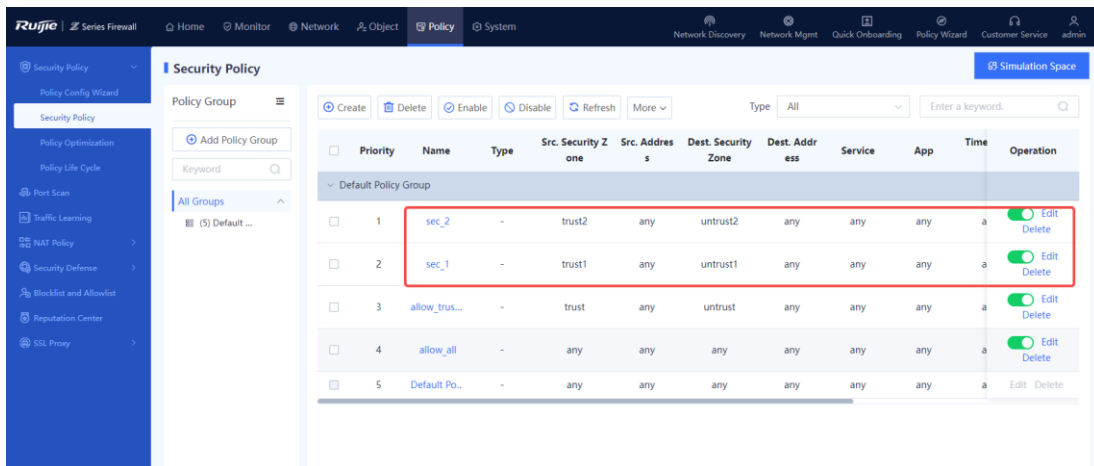 Ruijie | Z Series Firewall
Home
Monitor
Network
Object
Policy
System
Network Discovery
Network Mgmt
Quick Onboarding
Policy Wizard
Customer Service
admin
Security Policy
Policy Config Wizard
Security Policy
Policy Optimization
Policy Life Cycle
Port Scan
Traffic Learning
NAT Policy
Security Defense
Blocklist and Allowlist
Reputation Center
SSL Proxy
Security Policy
Simulation Space
Policy Group
Add Policy Group
Keyword
All Groups
(5) Default ...
Create Delete Enable Disable Refresh More Type All Enter a keyword.
Priority Name Type Src. Security Z
one Src. Addres
s Dest. Security
Zone Dest. Addr
ess Service App Time Operation
Default Policy Group
1 sec_2 - trust2 any untrust2 any any any a Edit
Delete
2 sec_1 - trust1 any untrust1 any any any a Edit
Delete
3 allow_trus... - trust any untrust any any any a Edit
Delete
4 allow_all - any any any any any any a Edit
Delete
5 Default Po... - any any any any any any a Edit Delete